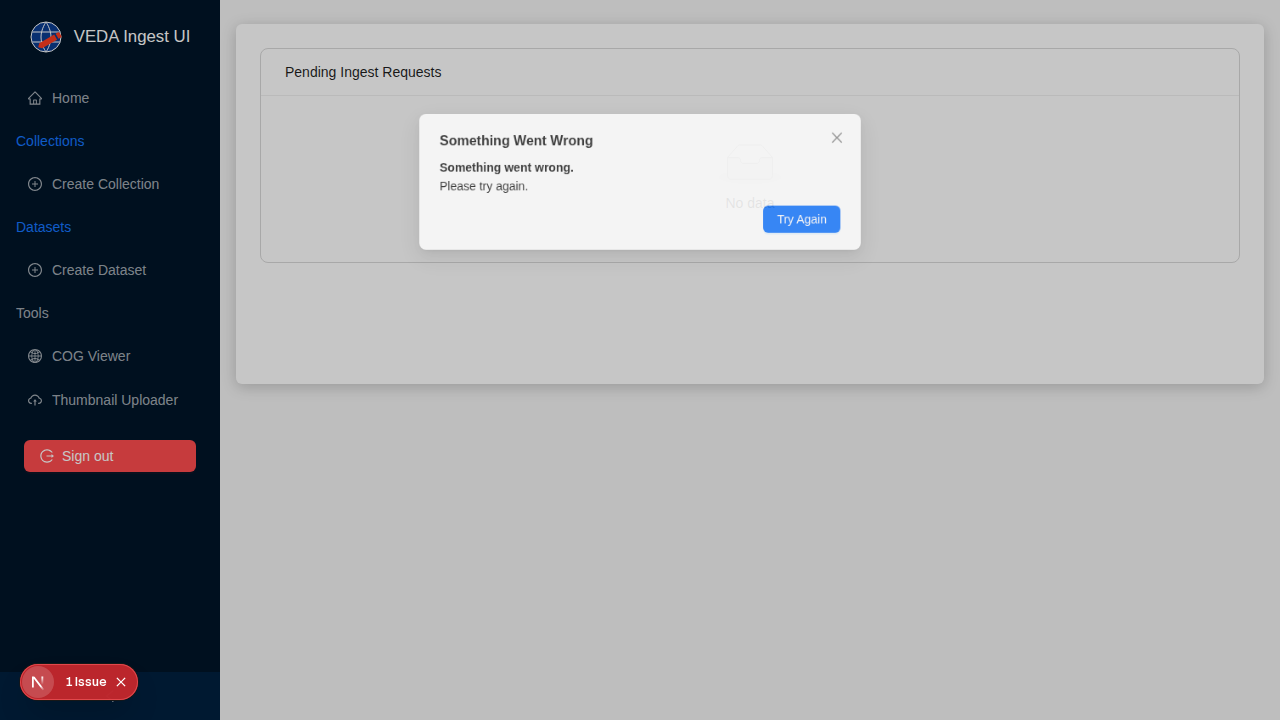 VEDA Ingest UI
Home
Collections
Create Collection
Datasets
Create Dataset
Tools
COG Viewer
Thumbnail Uploader
Sign out
1 Issue
Pending Ingest Requests
Something Went Wrong
Something went wrong.
Please try again.
No data
Try Again